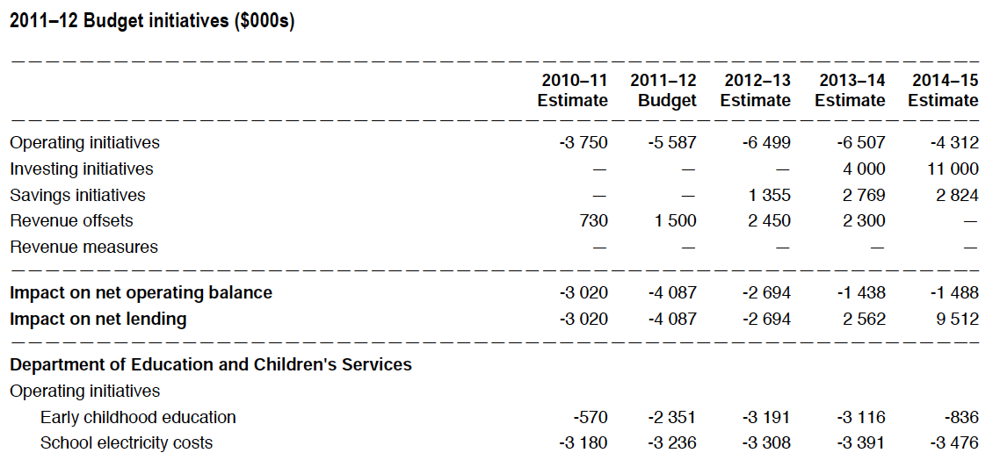 2011–12 Budget initiatives ($000s)
2010–11 2011–12 2012–13 2013–14 2014–15
Estimate Budget Estimate Estimate Estimate
Operating initiatives -3 750 -5 587 -6 499 -6 507 -4 312
Investing initiatives — — — 4 000 11 000
Savings initiatives — — 1 355 2 769 2 824
Revenue offsets 730 1 500 2 450 2 300 —
Revenue measures — — — — —
Impact on net operating balance -3 020 -4 087 -2 694 -1 438 -1 488
Impact on net lending -3 020 -4 087 -2 694 2 562 9 512
Department of Education and Children's Services
Operating initiatives
Early childhood education -570 -2 351 -3 191 -3 116 -836
School electricity costs -3 180 -3 236 -3 308 -3 391 -3 476